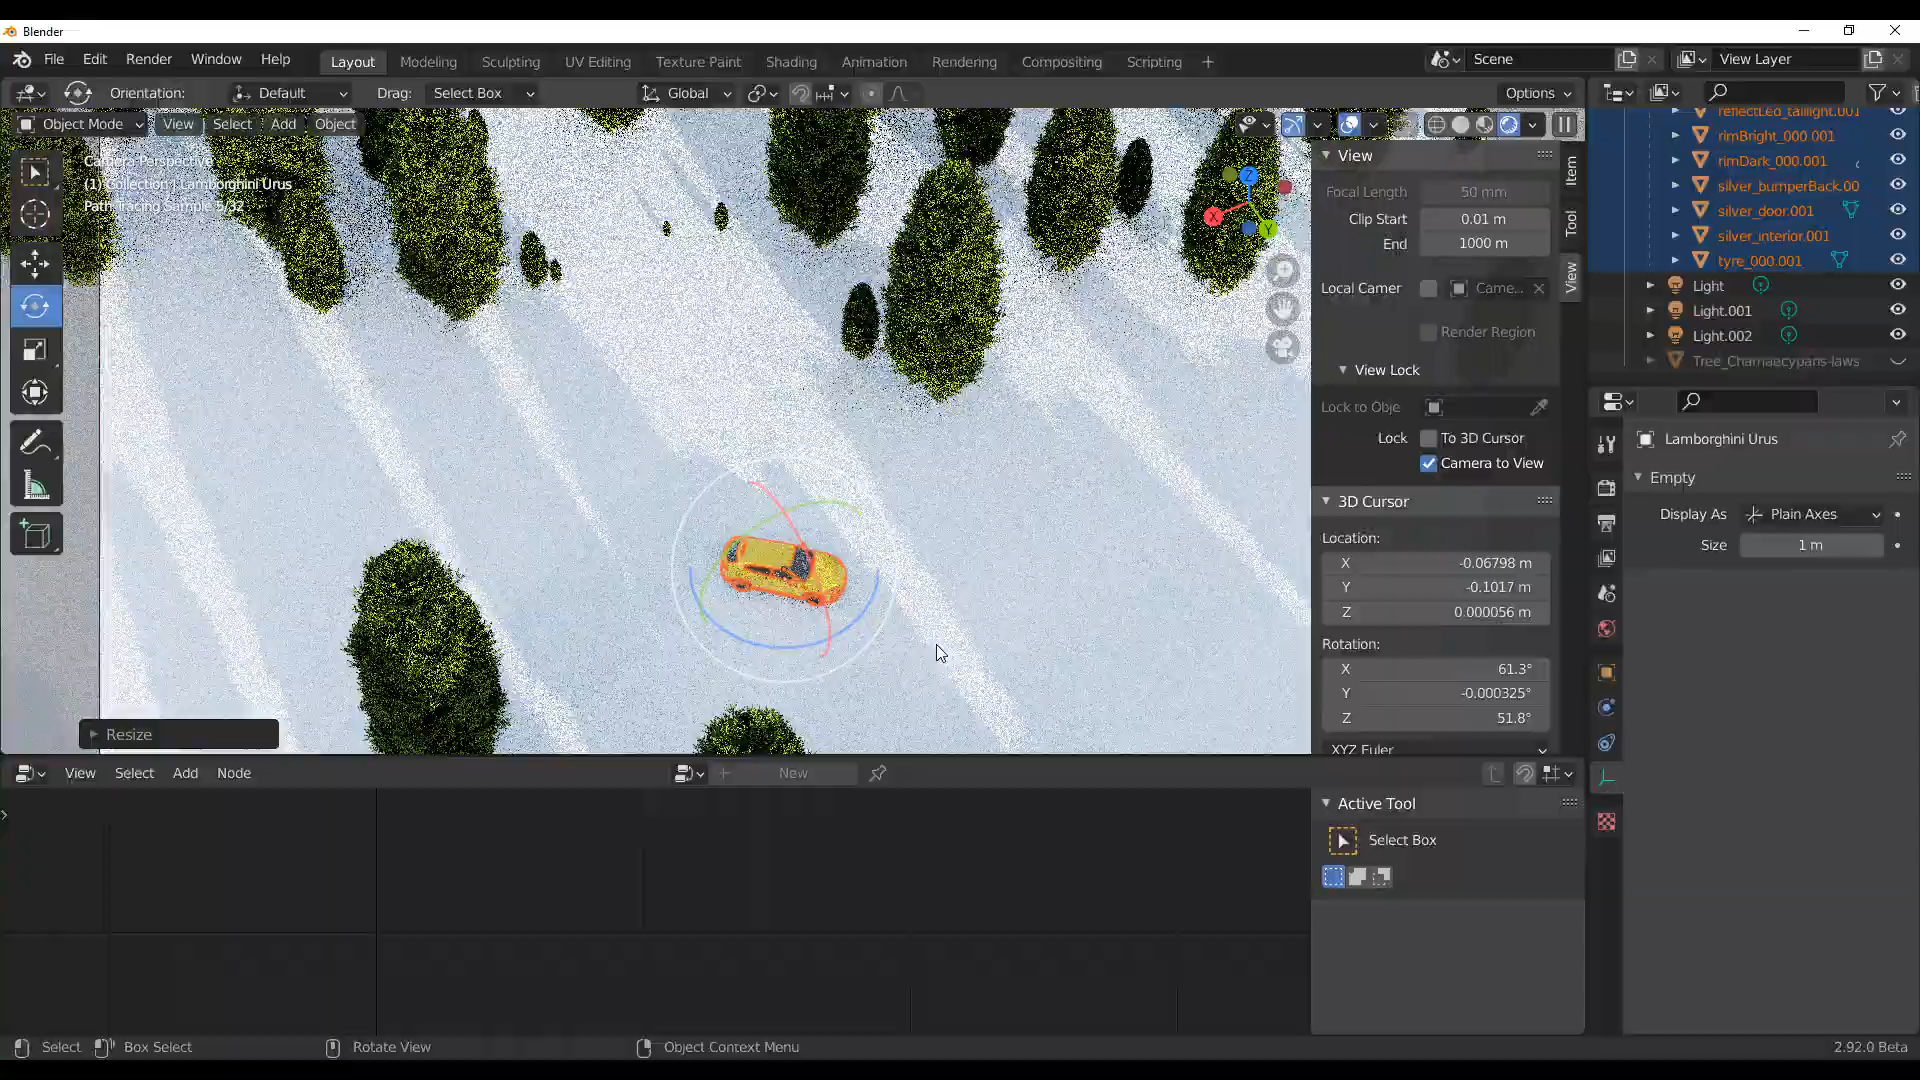 Blender
File Edit Render Window Help Layout Modeling Sculpting UV Editing Texture Paint Shading Animation Rendering Compositing Scripting + Scene View Layer
Orientation: Default Drag: Select Box Global Options
Object Mode View Select Add Object
Camera Perspective
(1) Collection | Lamborghini Urus
Path Tracing Sample 5/32
Z
X
Y
Resize
View
Focal Length 50 mm
Clip Start 0.01 m
End 1000 m
Local Camer Came...
Render Region
View Lock
Lock to Obje
Lock To 3D Cursor
Camera to View
3D Cursor
Location:
X -0.06798 m
Y -0.1017 m
Z 0.000056 m
Rotation:
X 61.3°
Y -0.000325°
Z 51.8°
XYZ Euler
Item
Tool
View
reflectLed_taillight.001
rimBright_000.001
rimDark_000.001
silver_bumperBack.00
silver_door.001
silver_interior.001
tyre_000.001
Light
Light.001
Light.002
Tree_Chamaecyparis-laws
Lamborghini Urus
Empty
Display As Plain Axes
Size 1 m
View Select Add Node New
Active Tool
Select Box
Select Box Select Rotate View Object Context Menu 2.92.0 Beta